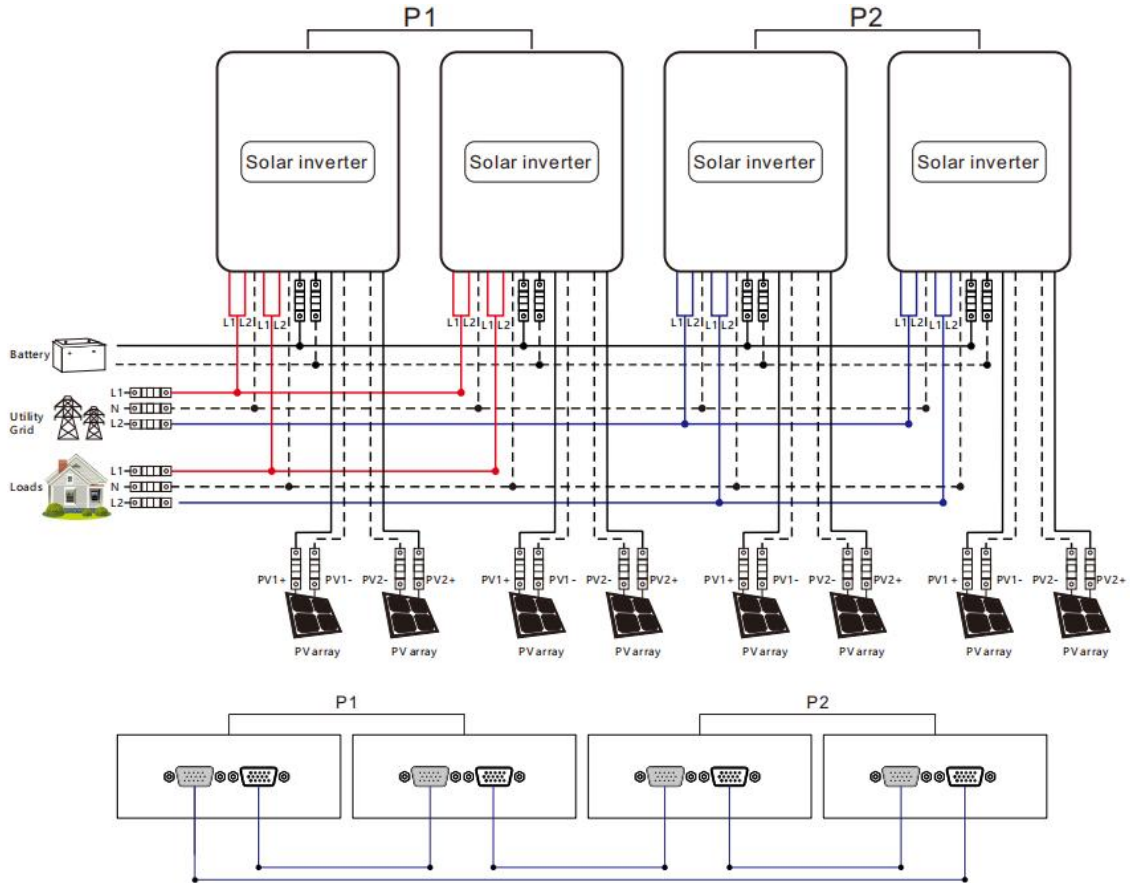 P1 P2
Solar inverter Solar inverter Solar inverter Solar inverter
L1 L2 L1 L2 L1 L2 L1 L2 L1 L2 L1 L2 L1 L2 L1 L2
Battery
L1
Utility Grid
N
L2
L1
Loads
N
L2
PV1+ PV1- PV2- PV2+ PV1+ PV1- PV2- PV2+ PV1+ PV1- PV2- PV2+ PV1+ PV1- PV2- PV2+
PV array PV array PV array PV array PV array PV array PV array PV array
P1 P2